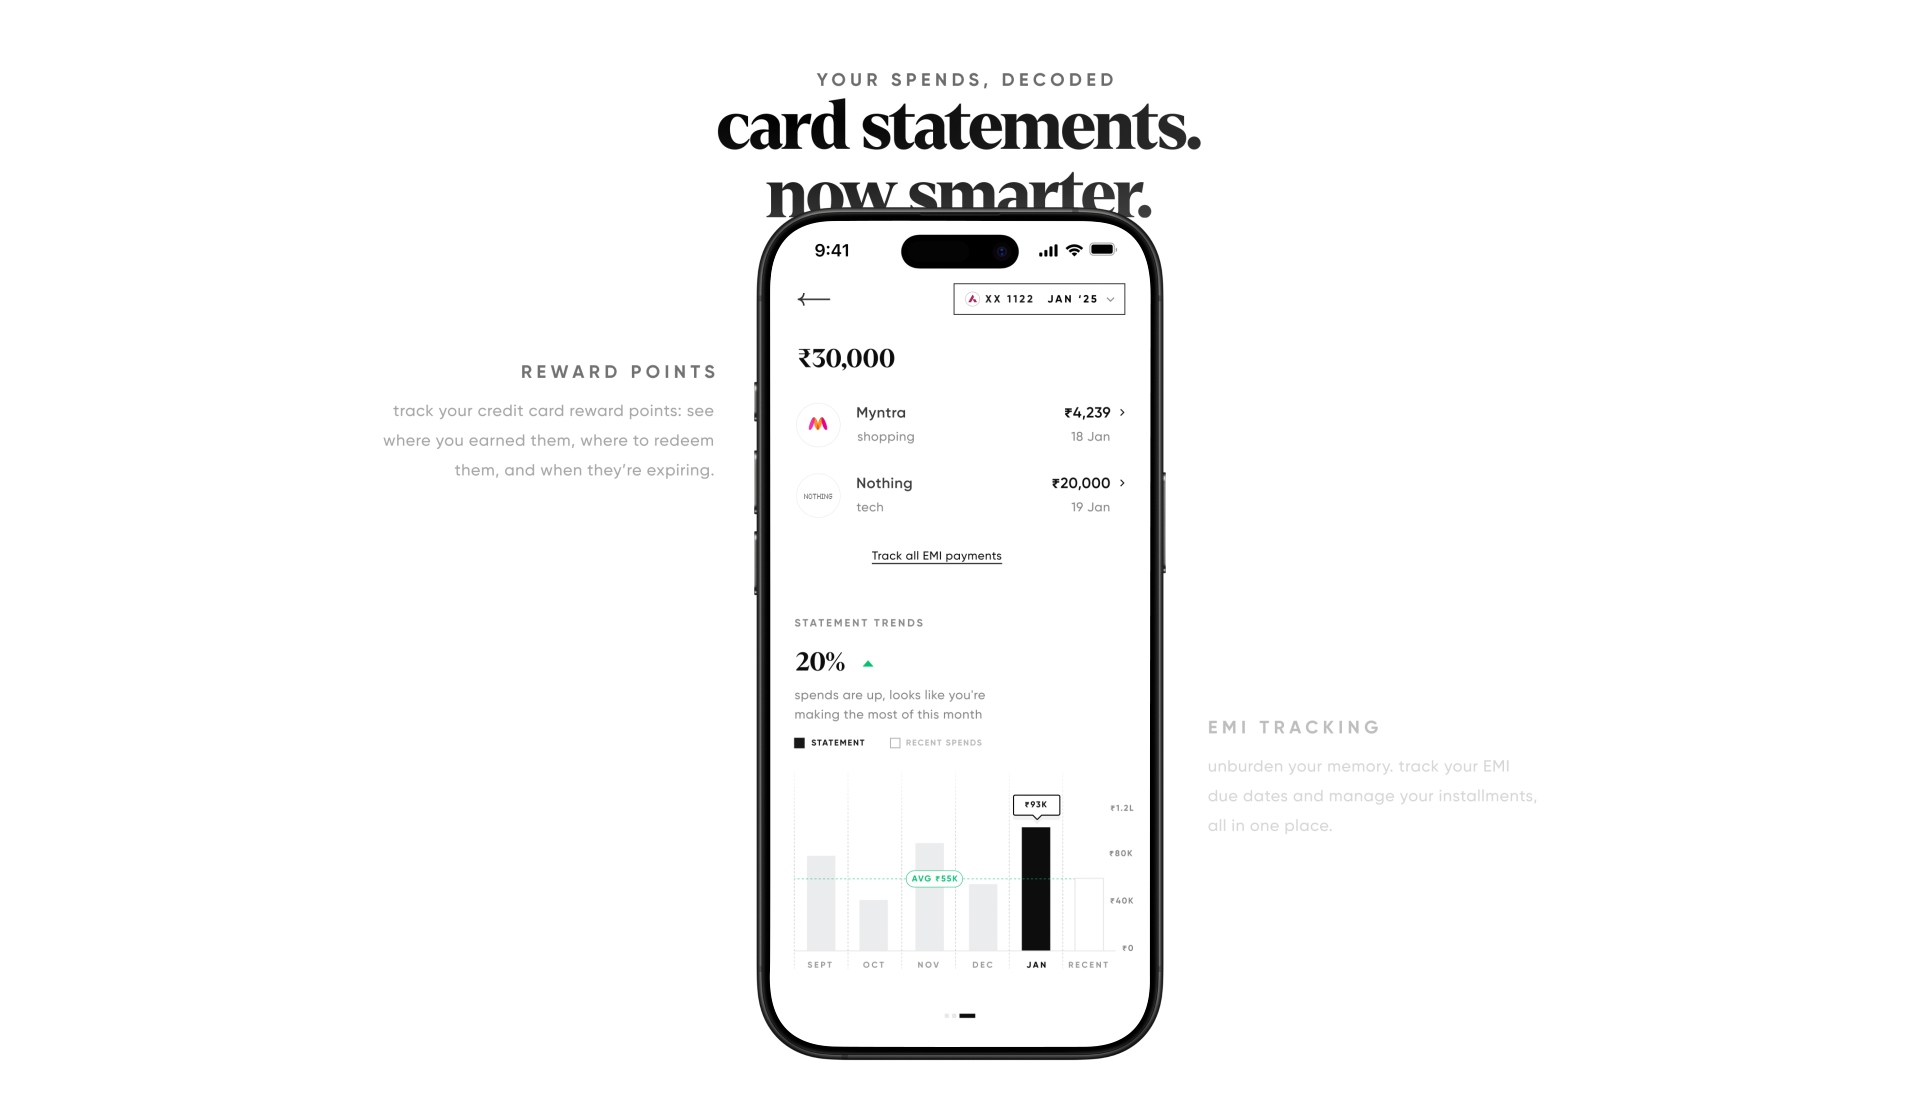 YOUR SPENDS, DECODED
card statements.
now smarter.
9:41
XX 1122 JAN '25
₹30,000
REWARD POINTS
track your credit card reward points: see
where you earned them, where to redeem
them, and when they're expiring.
Myntra ₹4,239
shopping 18 Jan
NOTHING
Nothing ₹20,000
tech 19 Jan
Track all EMI payments
STATEMENT TRENDS
20%
spends are up, looks like you're
making the most of this month
STATEMENT RECENT SPENDS
EMI TRACKING
unburden your memory. track your EMI
due dates and manage your installments,
all in one place.
₹93K
₹1.2L
₹80K
AVG ₹55K
₹40K
₹0
SEPT OCT NOV DEC JAN RECENT